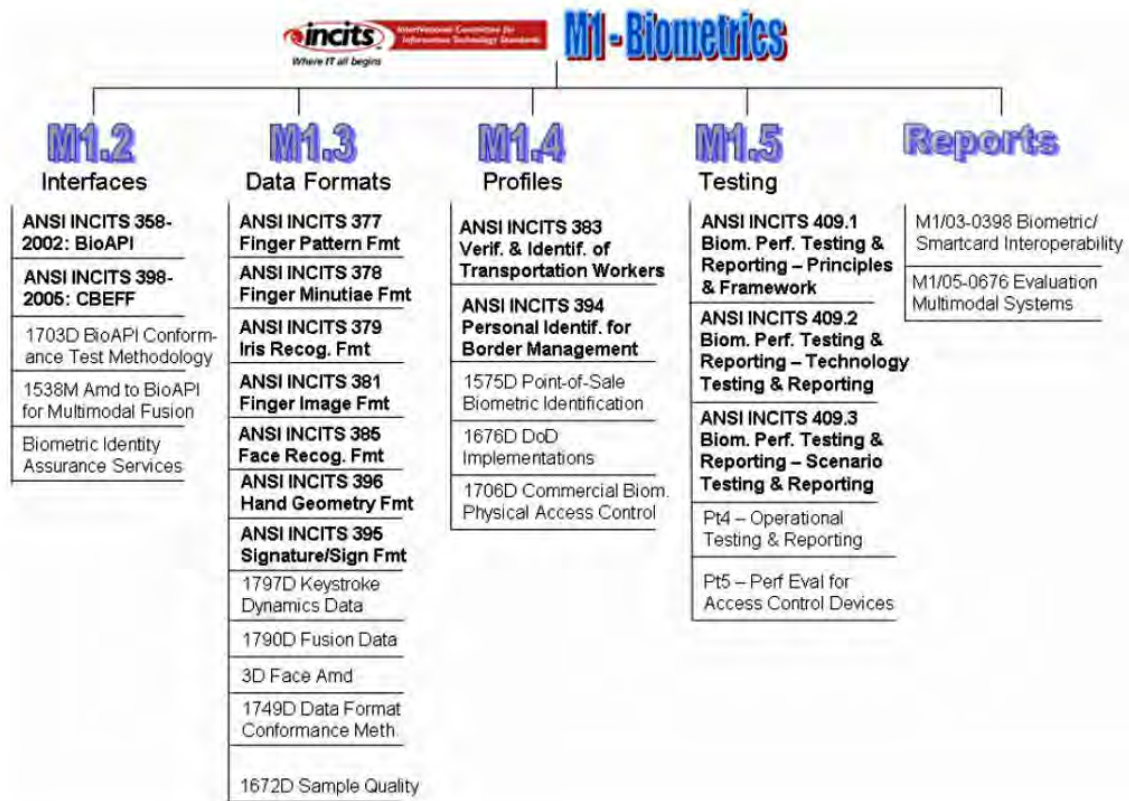 incits
InterNational Committee for
Information Technology Standards
Where IT all begins
M1 - Biometrics
M1.2
Interfaces
ANSI INCITS 358-
2002: BioAPI
ANSI INCITS 398-
2005: CBEFF
1703D BioAPI Conform-
ance Test Methodology
1538M Amd to BioAPI
for Multimodal Fusion
Biometric Identity
Assurance Services
M1.3
Data Formats
ANSI INCITS 377
Finger Pattern Fmt
ANSI INCITS 378
Finger Minutiae Fmt
ANSI INCITS 379
Iris Recog. Fmt
ANSI INCITS 381
Finger Image Fmt
ANSI INCITS 385
Face Recog. Fmt
ANSI INCITS 396
Hand Geometry Fmt
ANSI INCITS 395
Signature/Sign Fmt
1797D Keystroke
Dynamics Data
1790D Fusion Data
3D Face Amd
1749D Data Format
Conformance Meth
1672D Sample Quality
M1.4
Profiles
ANSI INCITS 383
Verif. & Identif. of
Transportation Workers
ANSI INCITS 394
Personal Identif. for
Border Management
1575D Point-of-Sale
Biometric Identification
1676D DoD
Implementations
1706D Commercial Biom.
Physical Access Control
M1.5
Testing
ANSI INCITS 409.1
Biom. Perf. Testing &
Reporting – Principles
& Framework
ANSI INCITS 409.2
Biom. Perf. Testing &
Reporting – Technology
Testing & Reporting
ANSI INCITS 409.3
Biom. Perf. Testing &
Reporting – Scenario
Testing & Reporting
Pt4 – Operational
Testing & Reporting
Pt5 – Perf Eval for
Access Control Devices
Reports
M1/03-0398 Biometric/
Smartcard Interoperability
M1/05-0676 Evaluation
Multimodal Systems